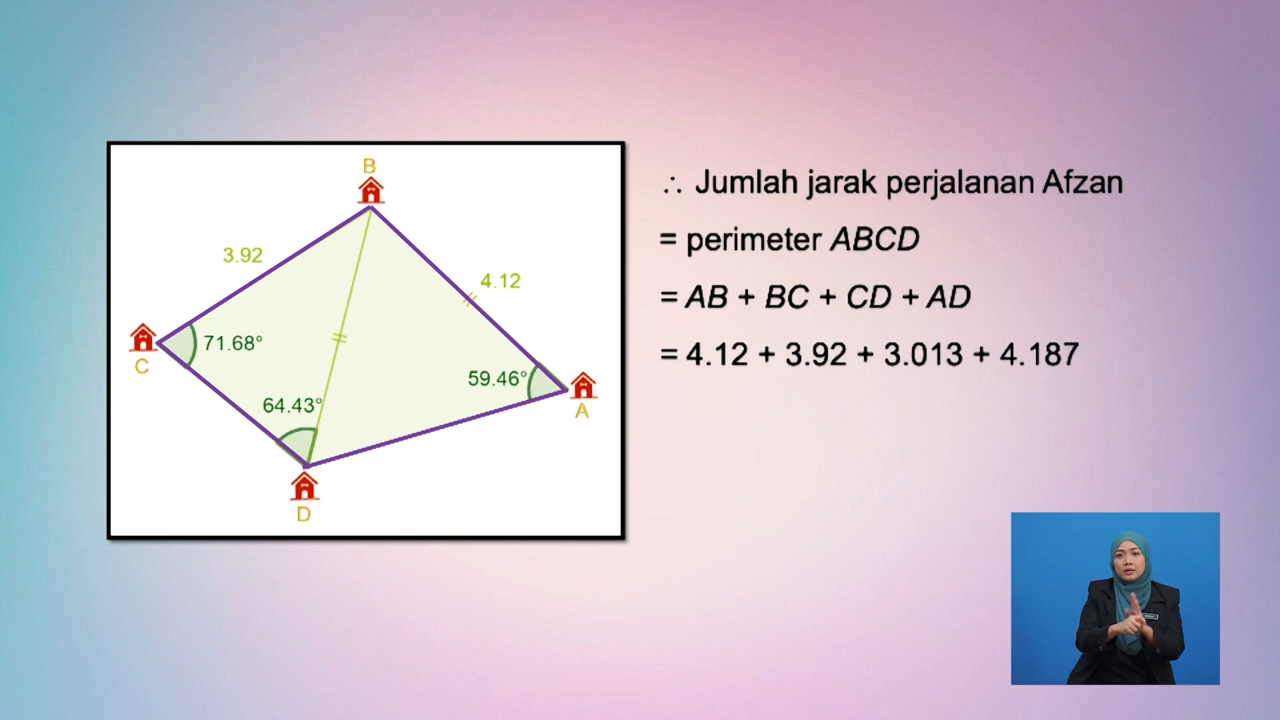 B
3.92
4.12
C
71.68°
59.46°
A
64.43°
D
∴ Jumlah jarak perjalanan Afzan
= perimeter ABCD
= AB + BC + CD + AD
= 4.12 + 3.92 + 3.013 + 4.187